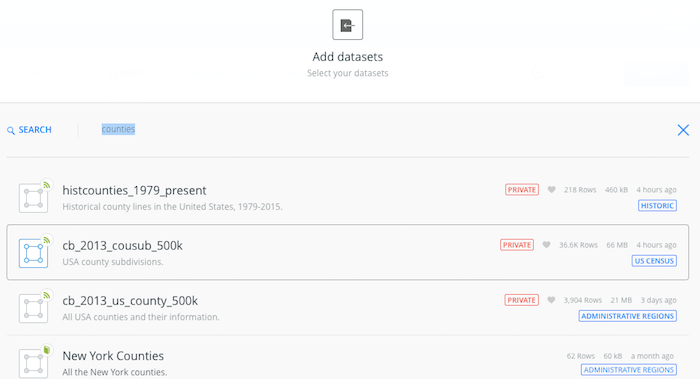 Add datasets
Select your datasets
SEARCH counties
histcounties_1979_present PRIVATE 218 Rows 460 kB 4 hours ago
Historical county lines in the United States, 1979-2015. HISTORIC
cb_2013_cousub_500k PRIVATE 36.6K Rows 66 MB 4 hours ago
USA county subdivisions. US CENSUS
cb_2013_us_county_500k PRIVATE 3,904 Rows 21 MB 3 days ago
All USA counties and their information. ADMINISTRATIVE REGIONS
New York Counties 62 Rows 60 kB a month ago
All the New York counties. ADMINISTRATIVE REGIONS